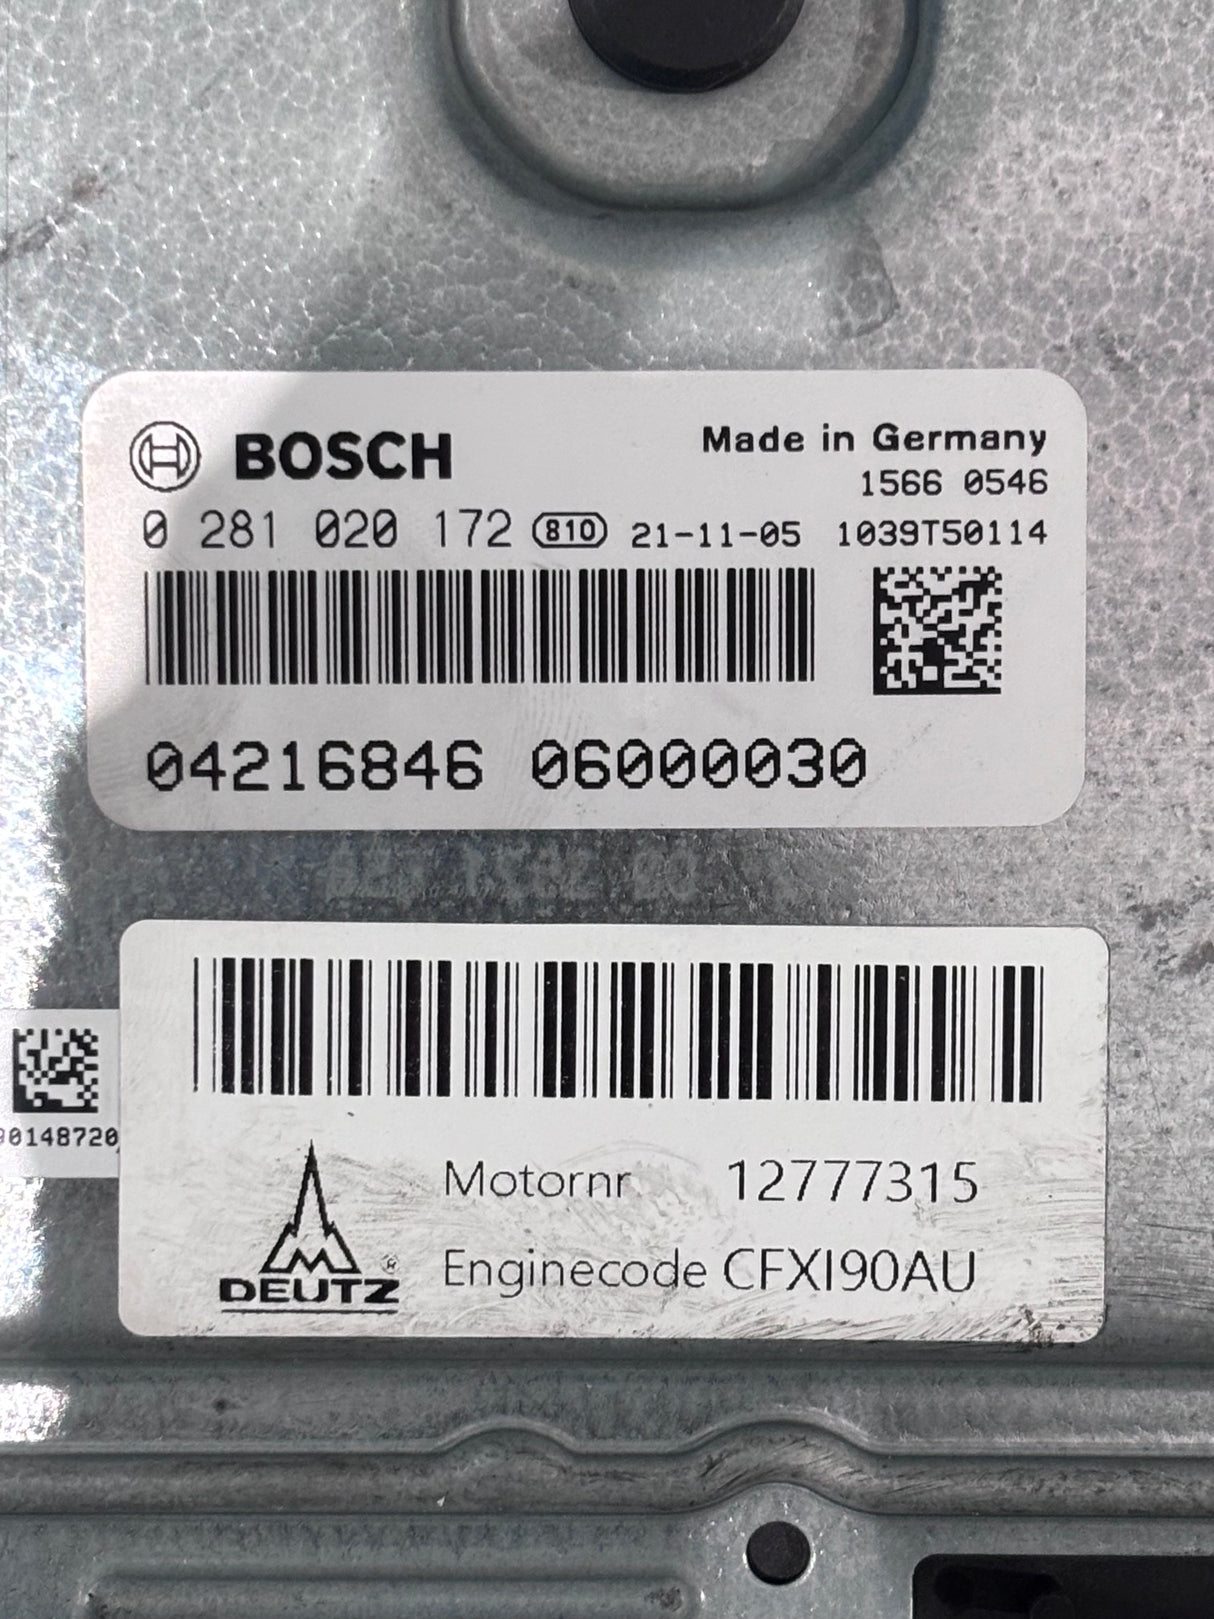 BOSCH
Made in Germany
1566 0546
0 281 020 172 810 21-11-05 1039T50114
04216846 06000030
0148720
Motornr 12777315
DEUTZ ®
Enginecode CFXI90AU